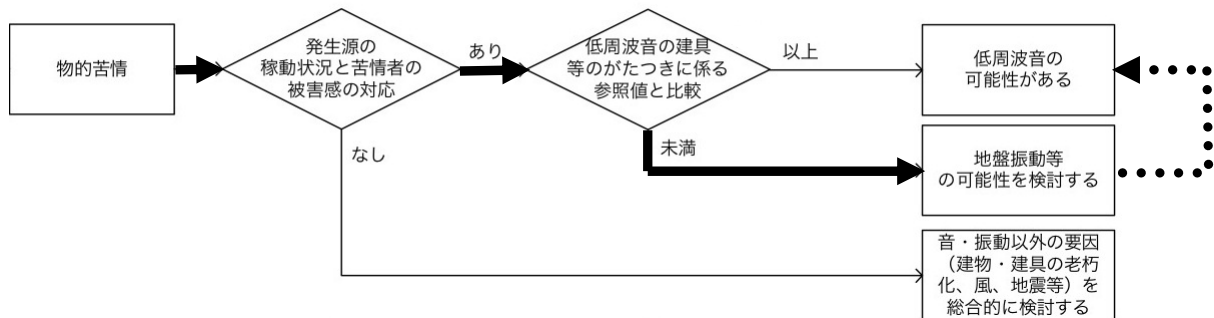 物的苦情
発生源の
稼動状況と苦情者の
被害感の対応
あり
低周波音の建具
等のがたつきに係る
参照値と比較
以上
低周波音の
可能性がある
なし
未満
地盤振動等
の可能性を検討する
音・振動以外の要因
（建物・建具の老朽
化、風、地震等）を
総合的に検討する